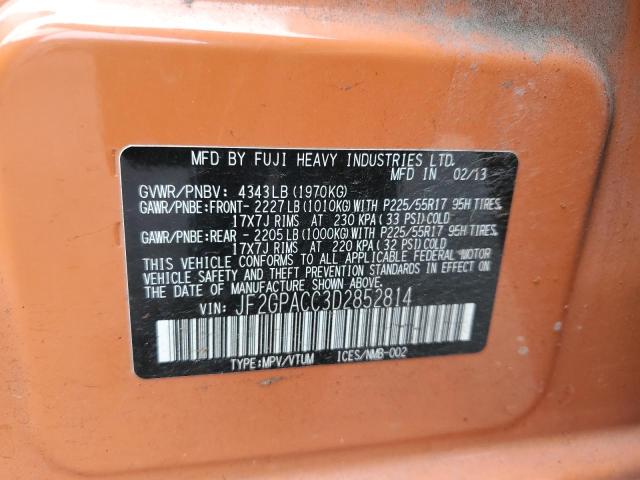 MFD BY FUJI HEAVY INDUSTRIES LTD.
MFD IN 02/13
GVWR/PNBV: 4343LB (1970KG)
GAWR/PNBE:FRONT- 2227LB (1010KG)WITH P225/55R17 95H TIRES,
17X7J RIMS AT 230 KPA (33 PSI)COLD
GAWR/PNBE:REAR - 2205LB (1000KG)WITH P225/55R17 95H TIRES,
17X7J RIMS AT 220 KPA (32 PSI)COLD
THIS VEHICLE CONFORMS TO ALL APPLICABLE FEDERAL MOTOR
VEHICLE SAFETY AND THEFT PREVENTION STANDARDS IN EFFECT
ON THE DATE OF MANUFACTURE SHOWN ABOVE.
VIN: JF2GPACC3D2852814
TYPE:MPV/VTUM ICES/NMB-002